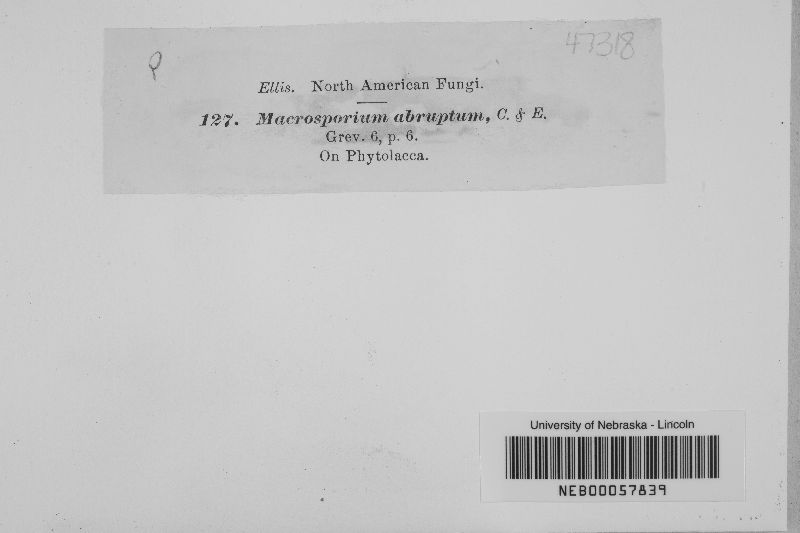 47318
Ellis. North American Fungi.
127. Macrosporium abruptum, C. & E.
Grev. 6, p. 6.
On Phytolacca.
University of Nebraska - Lincoln
NEB00057839